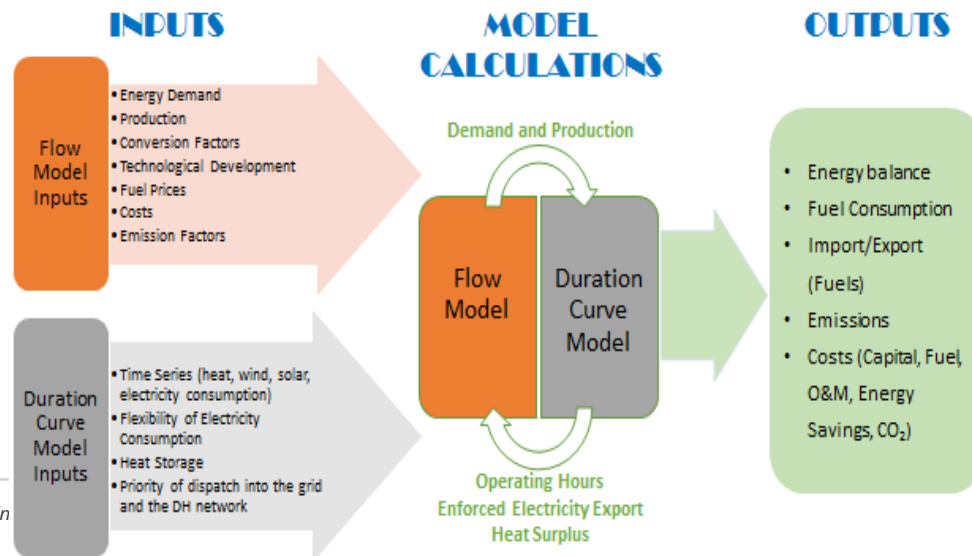 INPUTS
MODEL
CALCULATIONS
OUTPUTS
Flow
Model
Inputs
• Energy Demand
• Production
• Conversion Factors
• Technological Development
• Fuel Prices
• Costs
• Emission Factors
Duration
Curve
Model
Inputs
• Time Series (heat, wind, solar,
electricity consumption)
• Flexibility of Electricity
Consumption
• Heat Storage
• Priority of dispatch into the grid
and the DH network
Demand and Production
Flow
Model
Duration
Curve
Model
Operating Hours
Enforced Electricity Export
Heat Surplus
• Energy balance
• Fuel Consumption
• Import/Export
(Fuels)
• Emissions
• Costs (Capital, Fuel,
O&M, Energy
Savings, CO₂)
in